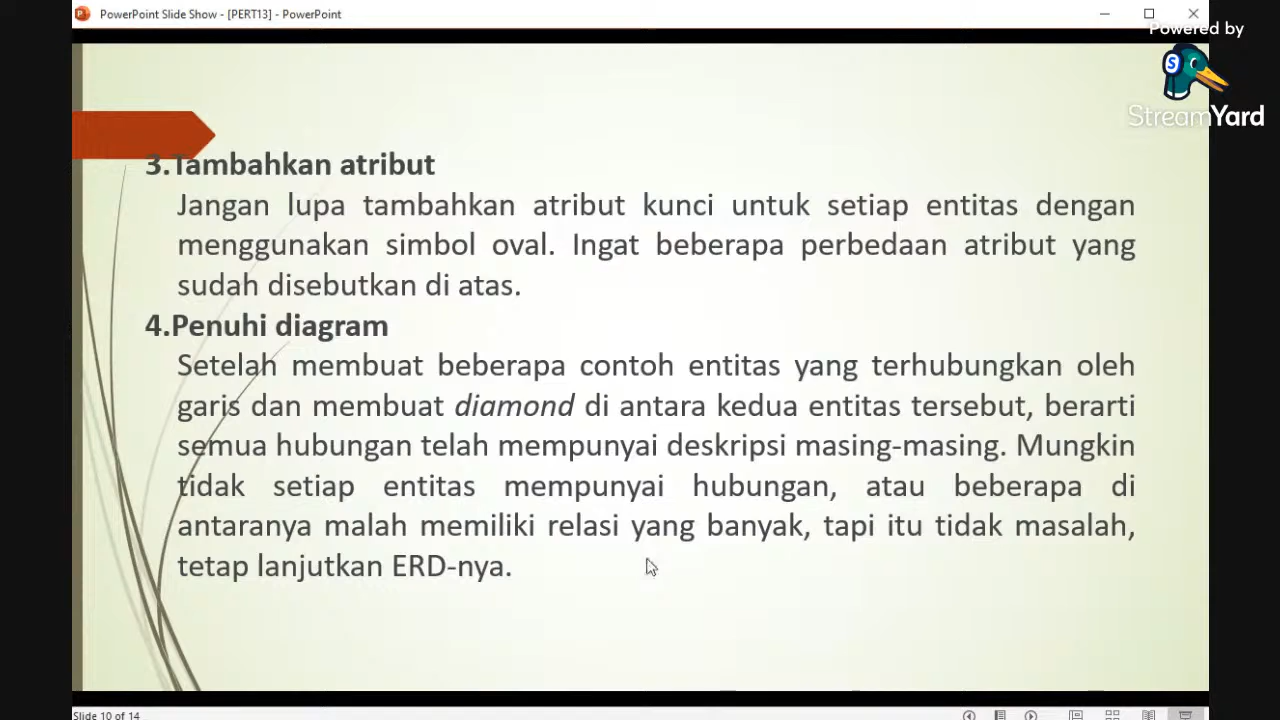 PowerPoint Slide Show - [PERT13] - PowerPoint
Powered by
S
StreamYard
3.Tambahkan atribut
Jangan lupa tambahkan atribut kunci untuk setiap entitas dengan
menggunakan simbol oval. Ingat beberapa perbedaan atribut yang
sudah disebutkan di atas.
4.Penuhi diagram
Setelah membuat beberapa contoh entitas yang terhubungkan oleh
garis dan membuat diamond di antara kedua entitas tersebut, berarti
semua hubungan telah mempunyai deskripsi masing-masing. Mungkin
tidak setiap entitas mempunyai hubungan, atau beberapa di
antaranya malah memiliki relasi yang banyak, tapi itu tidak masalah,
tetap lanjutkan ERD-nya.
Slide 10 of 14